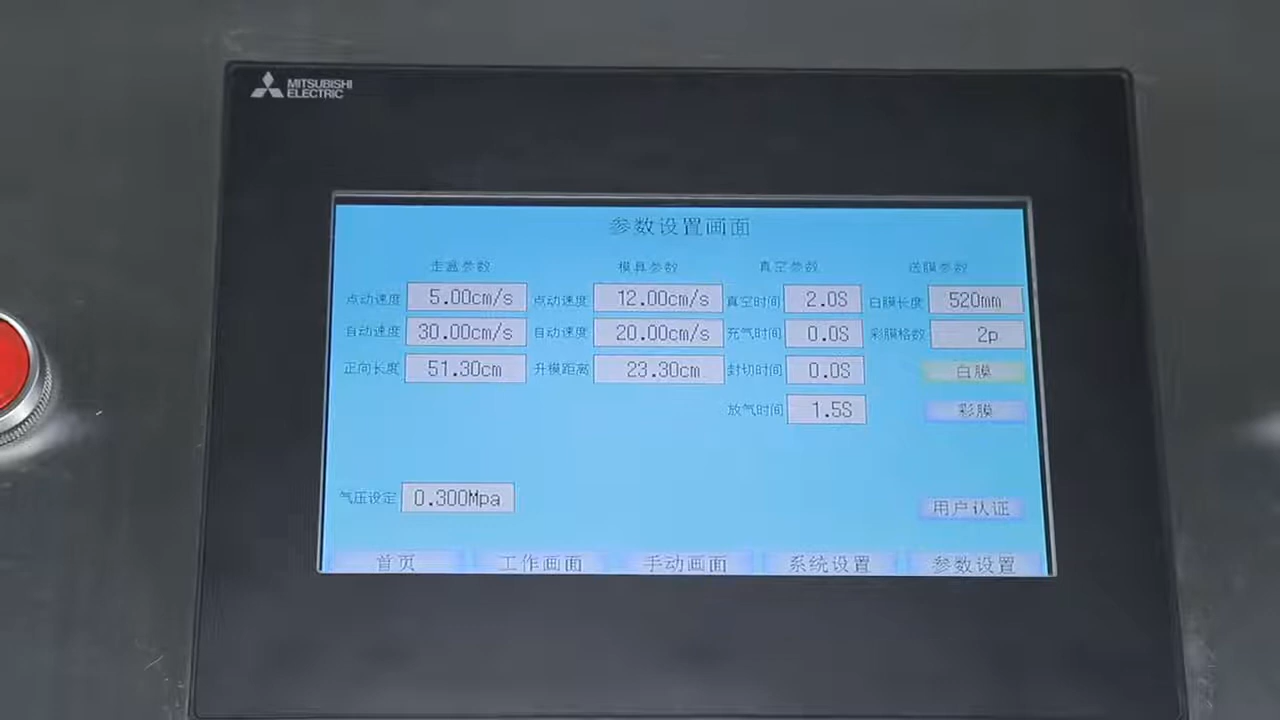 MITSUBISHI
ELECTRIC
参数设置画面
走温参数 模具参数 真空参数 送膜参数
点动速度 5.00cm/s 点动速度 12.00cm/s 真空时间 2.0S 白膜长度 520mm
自动速度 30.00cm/s 自动速度 20.00cm/s 充气时间 0.0S 彩膜格数 2p
正向长度 51.30cm 升模距离 23.30cm 封切时间 0.0S 白膜
放气时间 1.5S 彩膜
气压设定 0.300Mpa 用户认证
首页 工作画面 手动画面 系统设置 参数设置